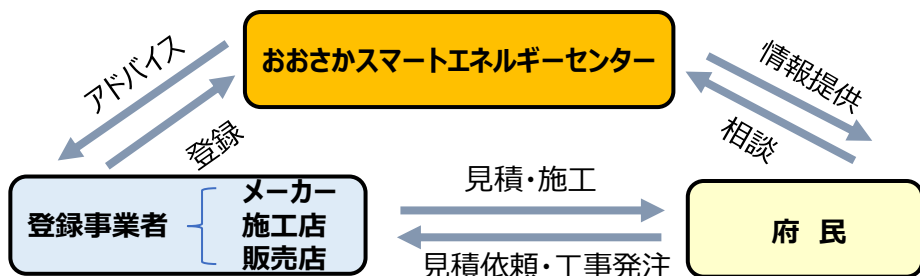 おおさかスマートエネルギーセンター
アドバイス
登録
情報提供
相談
登録事業者
メーカー
施工店
販売店
見積・施工
見積依頼・工事発注
府 民